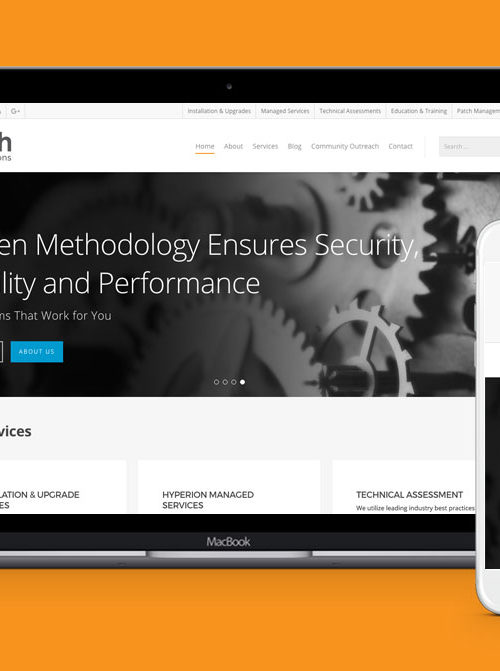 G+ Installation & Upgrades Managed Services Technical Assessments Education & Training Patch Managem
h
ons
Home About Services Blog Community Outreach Contact Search ...
en Methodology Ensures Security,
lity and Performance
ns That Work for You
ABOUT US
vices
LATION & UPGRADE
ES
HYPERION MANAGED
SERVICES
TECHNICAL ASSESSMENT
We utilize leading industry best practices
MacBook